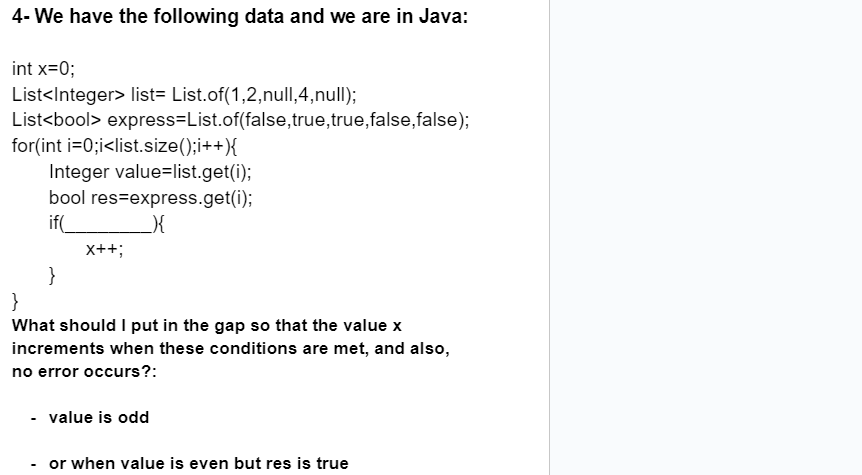 4- We have the following data and we are in Java:
int x=0;
List<Integer> list= List.of(1,2,null,4,null);
List<bool> express=List.of(false,true,true,false,false);
for(int i=0;i<list.size();i++){
Integer value=list.get(i);
bool res=express.get(i);
if(_________){
x++;
}
}
What should I put in the gap so that the value x
increments when these conditions are met, and also,
no error occurs?:
- value is odd
- or when value is even but res is true